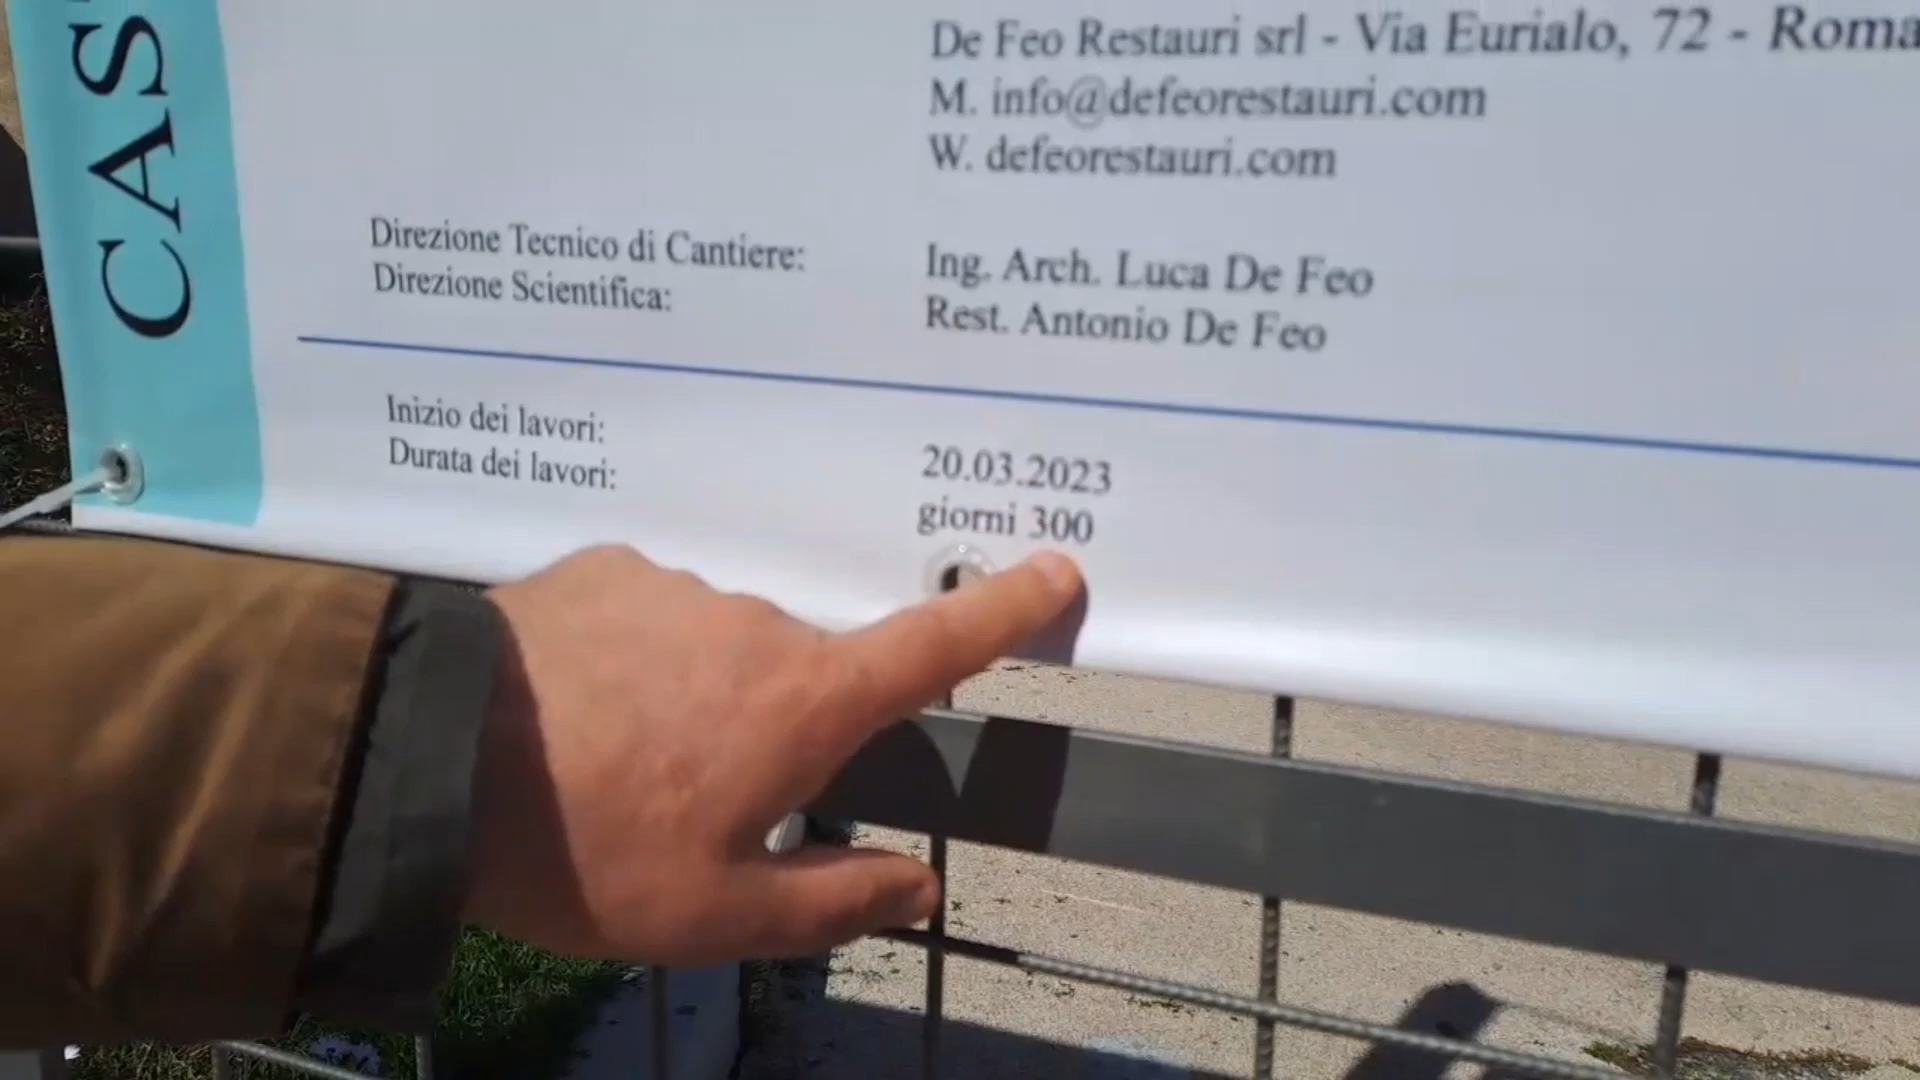 CAS
De Feo Restauri srl - Via Eurialo, 72 - Roma
M. info@defeorestauri.com
W. defeorestauri.com
Direzione Tecnico di Cantiere: Ing. Arch. Luca De Feo
Direzione Scientifica: Rest. Antonio De Feo
Inizio dei lavori: 20.03.2023
Durata dei lavori: giorni 300